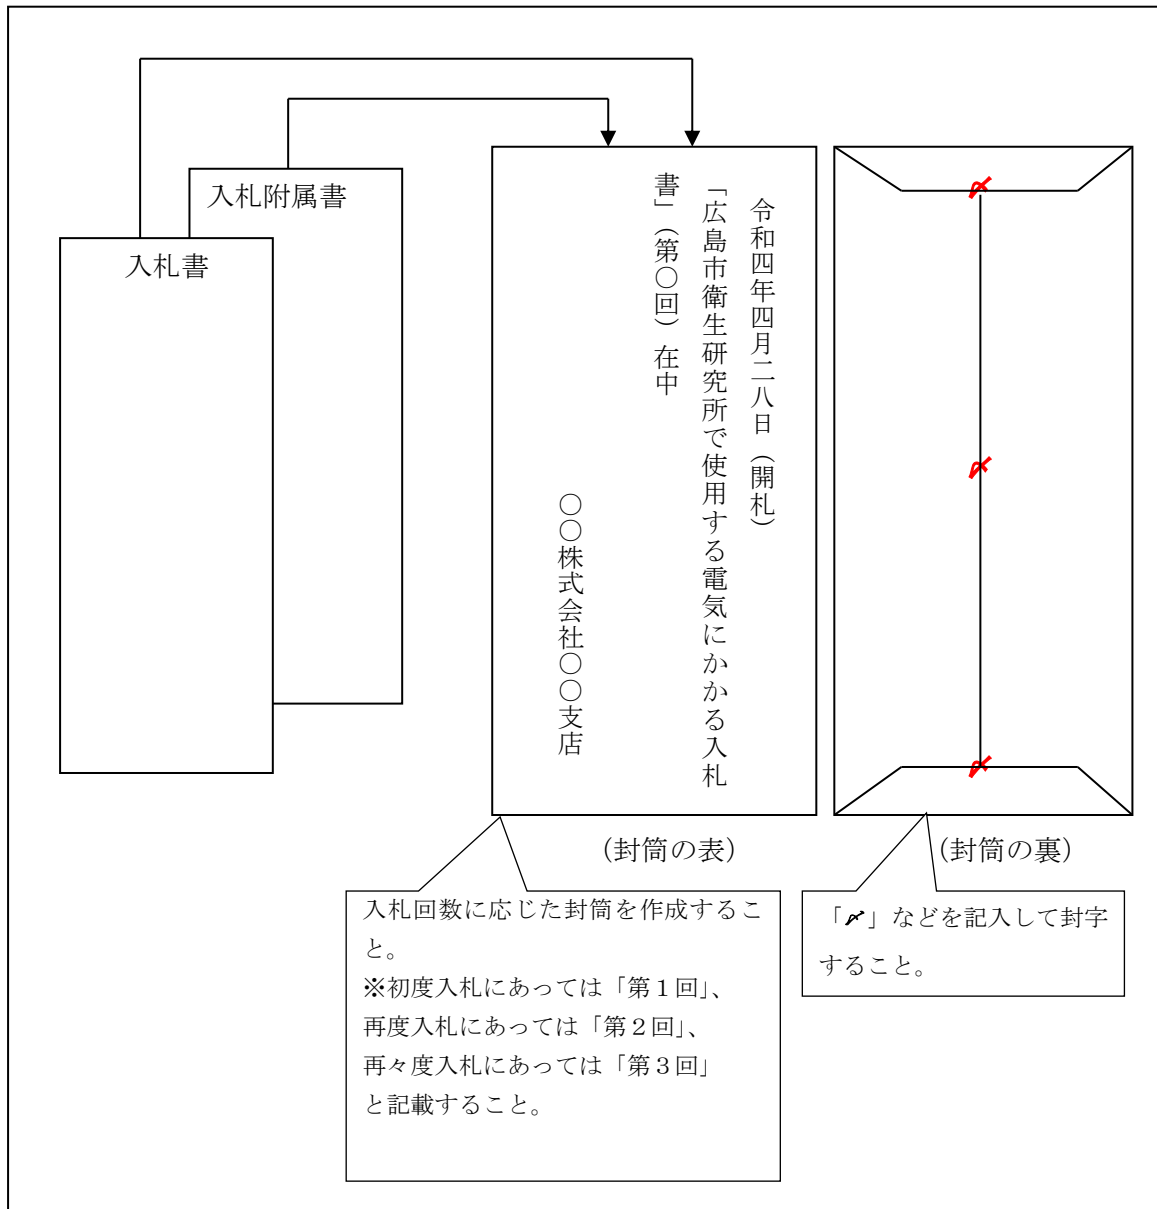 入札附属書
入札書
令和四年四月二八日（開札）
「広島市衛生研究所で使用する電気にかかる入札
書」（第〇回）在中
〇〇株式会社〇〇支店
（封筒の表）
（封筒の裏）
入札回数に応じた封筒を作成するこ
と。
※初度入札にあっては「第１回」、
再度入札にあっては「第２回」、
再々度入札にあっては「第３回」
と記載すること。
「〆」などを記入して封字
することと。
〆
〆
〆